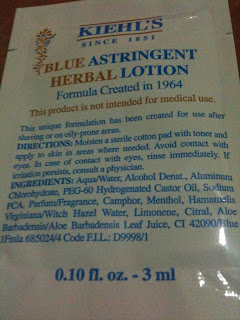 KIEHL'S
SINCE 1851
BLUE ASTRINGENT
HERBAL LOTION
Formula Created in 1964
This product is not intended for medical use.
This unique formulation has been created for use after
shaving or on oily-prone areas.
DIRECTIONS: Moisten a sterile cotton pad with toner and
apply to skin in areas where needed. Avoid contact with
eyes. In case of contact with eyes, rinse immediately. If
irritation persists, consult a physician.
INGREDIENTS: Aqua/Water, Alcohol Denat., Aluminum
Chlorohydrate, PEG-60 Hydrogenated Castor Oil, Sodium
PCA, Parfum/Fragrance, Camphor, Menthol, Hamamelis
Virginiana/Witch Hazel Water, Limonene, Citral, Aloe
Barbadensis/Aloe Barbadensis Leaf Juice, CI 42090/Blue
1Fmla 685024/4 Code F.I.L.: D9998/1
0.10 fl. oz. - 3 ml